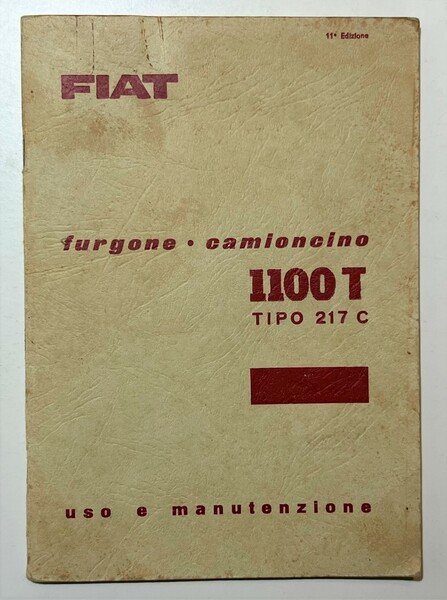 11ª Edizione
FIAT
furgone • camioncino
1100 T
TIPO 217 C
uso e manutenzione